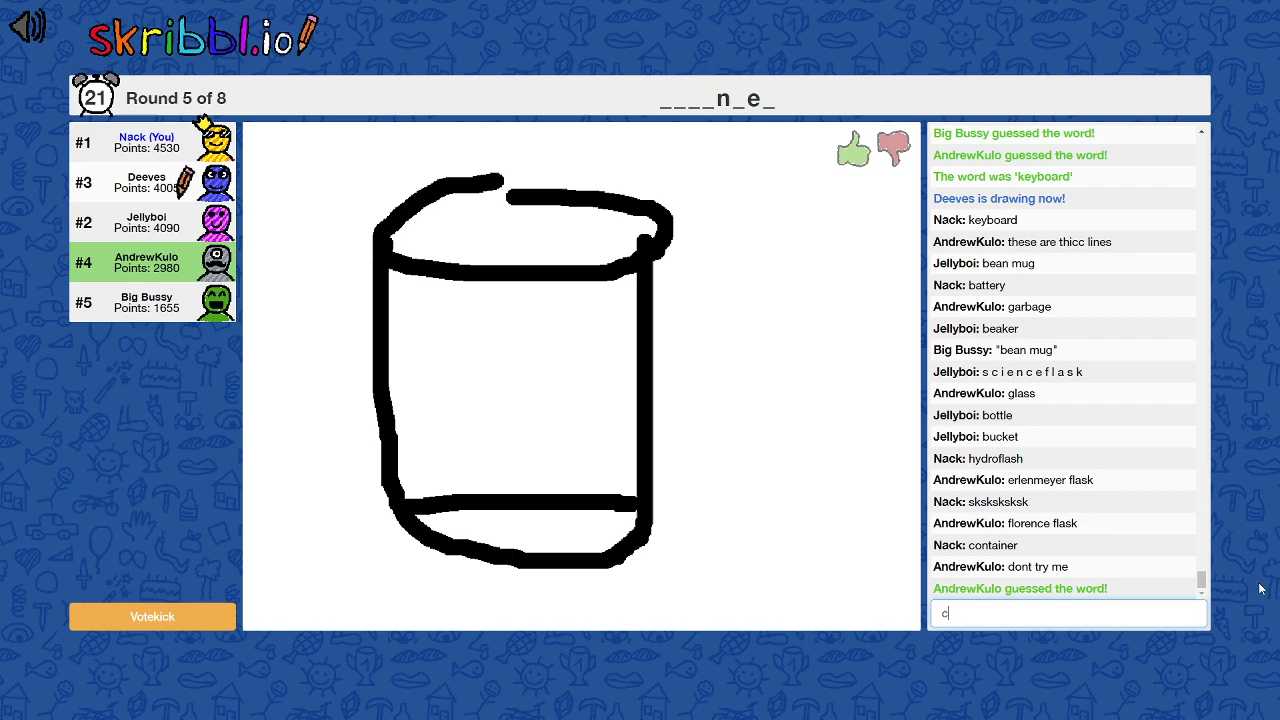 skribbl.io
21
Round 5 of 8
____n_e_
#1
Nack (You)
Points: 4530
#3
Deeves
Points: 4005
#2
Jellyboi
Points: 4090
#4
AndrewKulo
Points: 2980
#5
Big Bussy
Points: 1655
Votekick
Big Bussy guessed the word!
AndrewKulo guessed the word!
The word was 'keyboard'
Deeves is drawing now!
Nack: keyboard
AndrewKulo: these are thicc lines
Jellyboi: bean mug
Nack: battery
AndrewKulo: garbage
Jellyboi: beaker
Big Bussy: "bean mug"
Jellyboi: s c i e n c e f l a s k
AndrewKulo: glass
Jellyboi: bottle
Jellyboi: bucket
Nack: hydroflash
AndrewKulo: erlenmeyer flask
Nack: sksksksksk
AndrewKulo: florence flask
Nack: container
AndrewKulo: dont try me
AndrewKulo guessed the word!
c